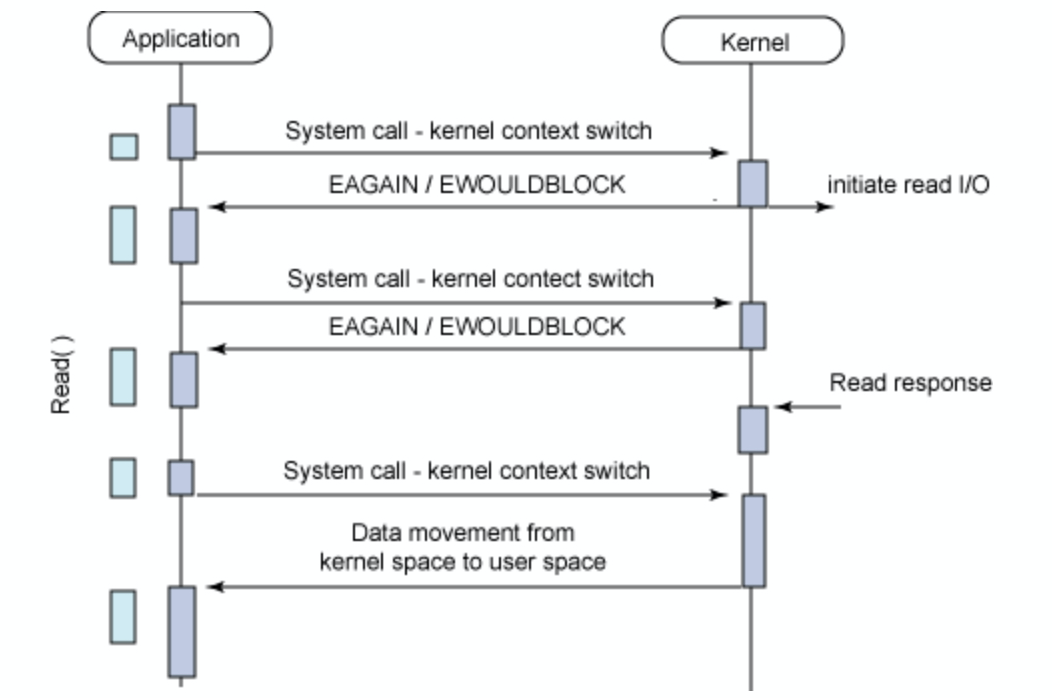 Application
Kernel
System call - kernel context switch
EAGAIN / EWOULDBLOCK
initiate read I/O
System call - kernel contect switch
EAGAIN / EWOULDBLOCK
Read( )
Read response
System call - kernel context switch
Data movement from
kernel space to user space